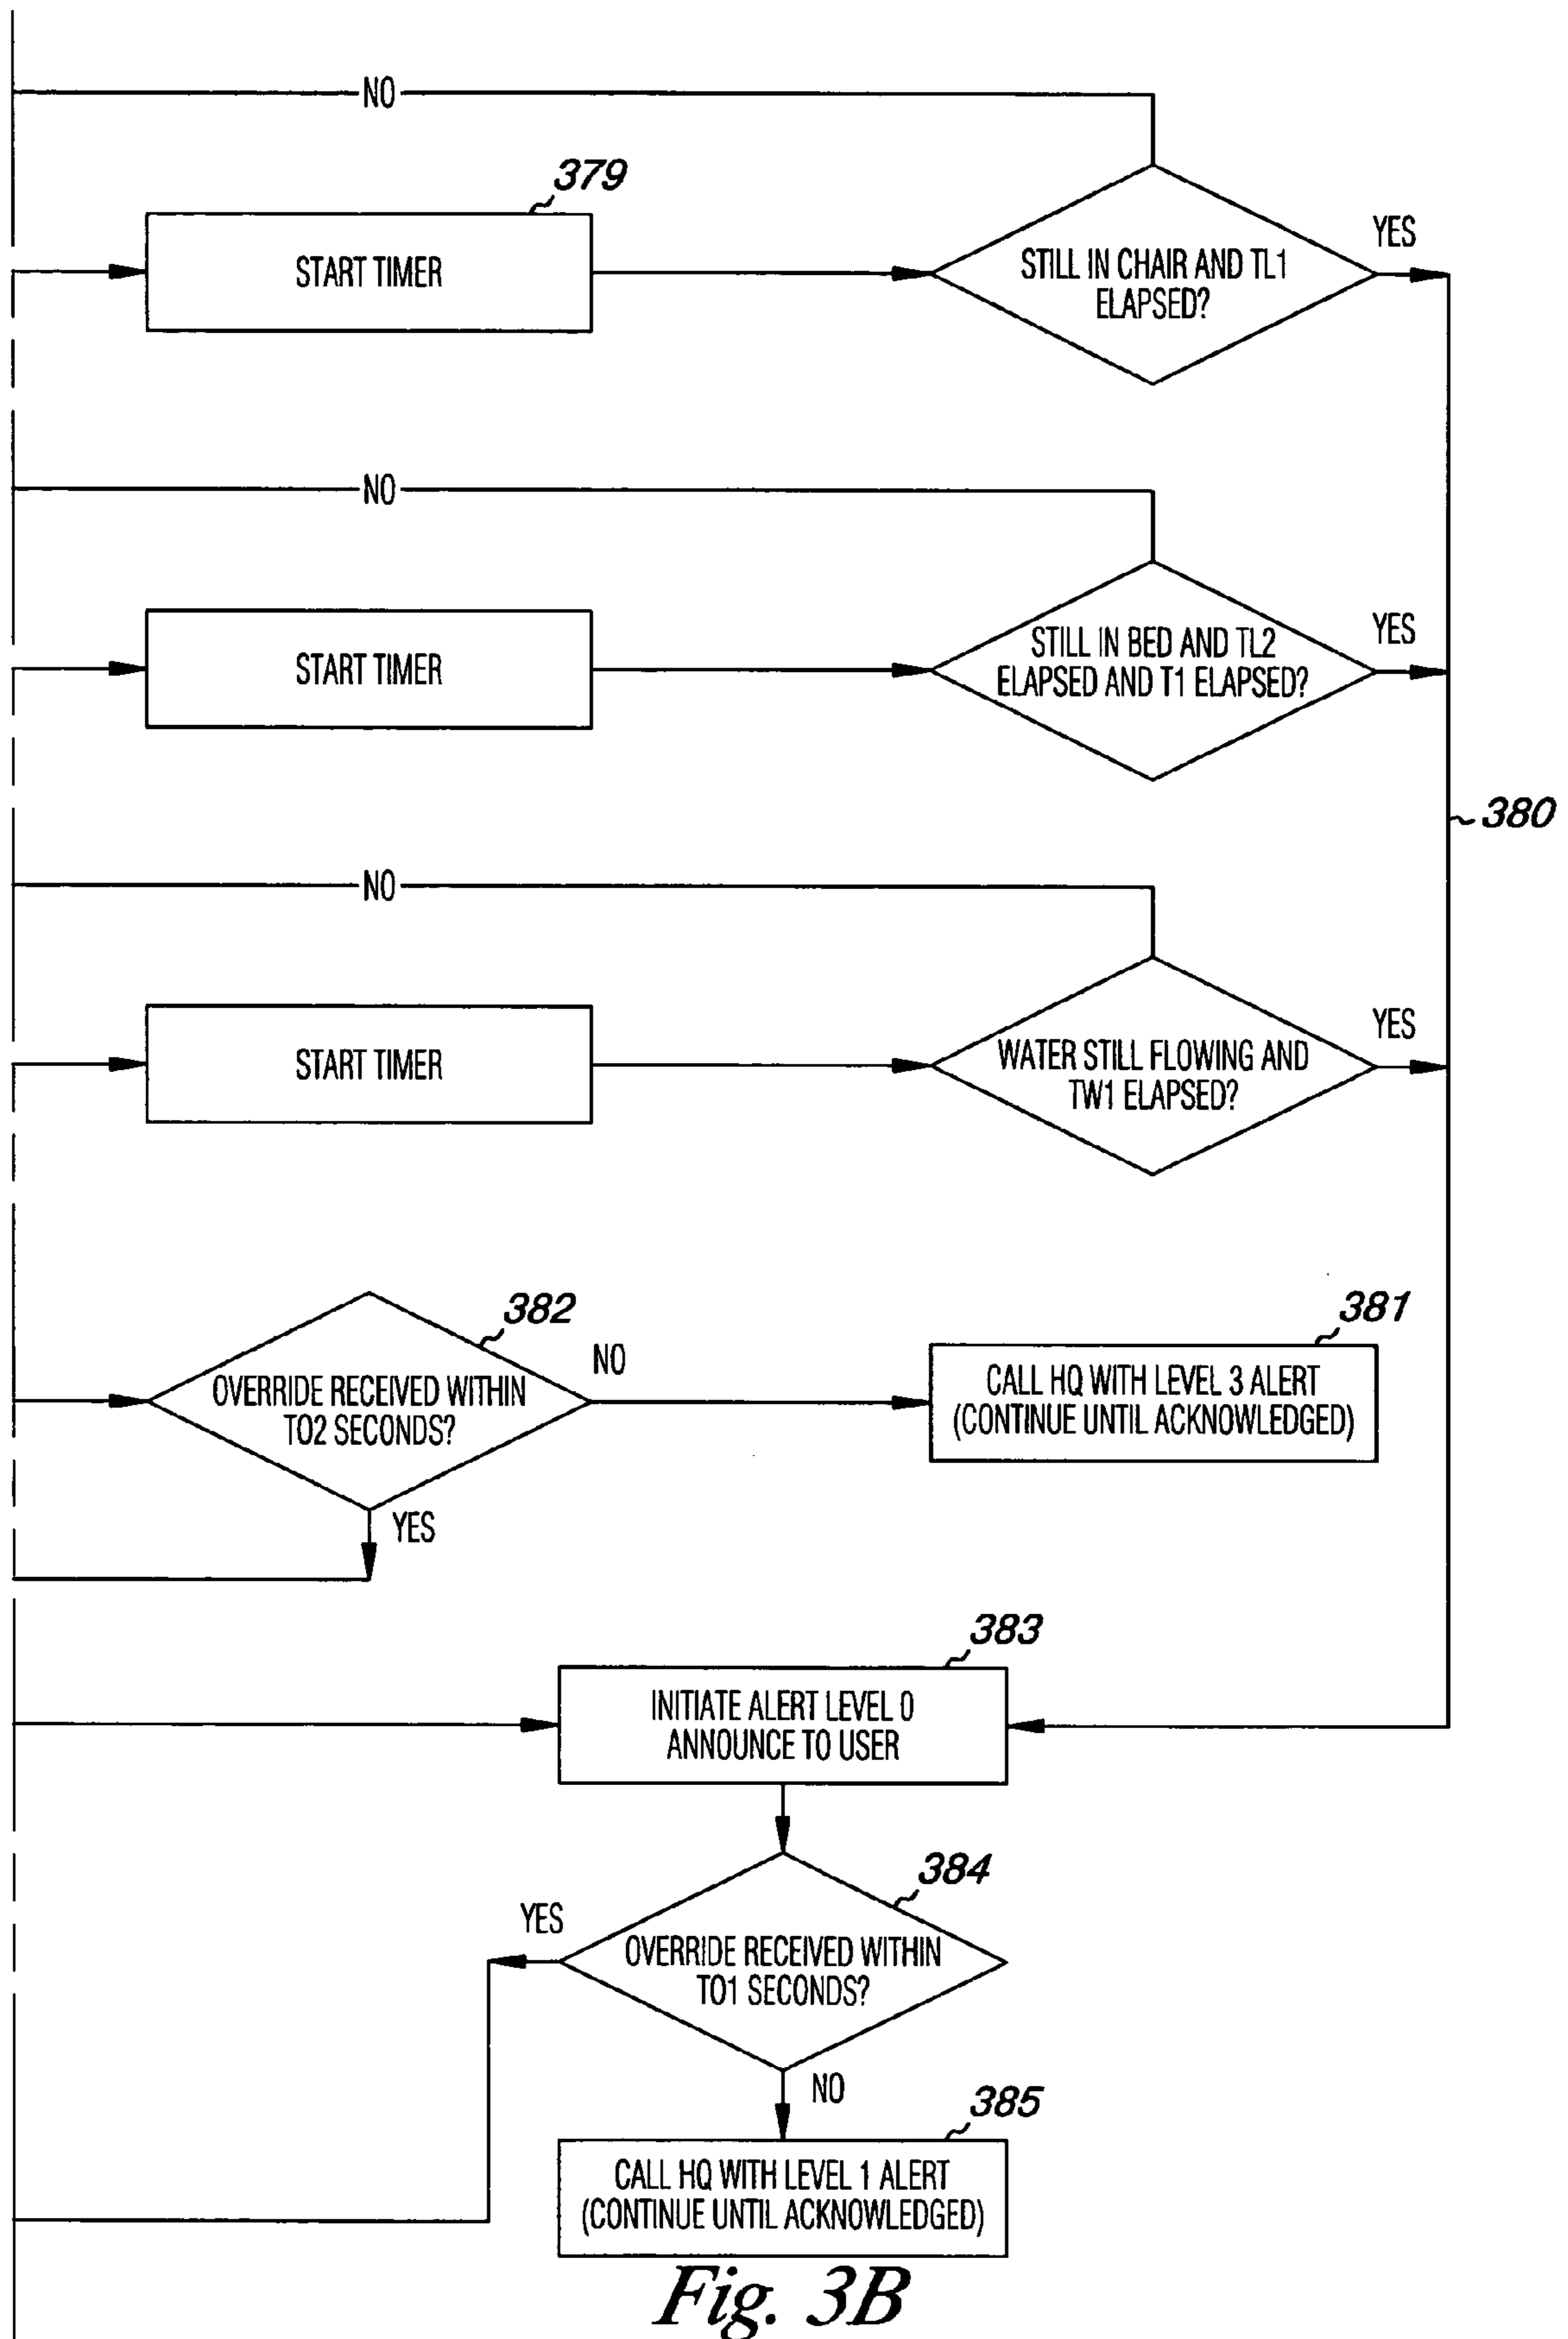 NO
379
START TIMER
STILL IN CHAIR AND TL1
ELAPSED?
YES
NO
START TIMER
STILL IN BED AND TL2
ELAPSED AND T1 ELAPSED?
YES
380
NO
START TIMER
WATER STILL FLOWING AND
TW1 ELAPSED?
YES
382
OVERRIDE RECEIVED WITHIN
TO2 SECONDS?
NO
YES
381
CALL HQ WITH LEVEL 3 ALERT
(CONTINUE UNTIL ACKNOWLEDGED)
383
INITIATE ALERT LEVEL 0
ANNOUNCE TO USER
384
YES
OVERRIDE RECEIVED WITHIN
TO1 SECONDS?
NO
385
CALL HQ WITH LEVEL 1 ALERT
(CONTINUE UNTIL ACKNOWLEDGED)
Fig. 3B